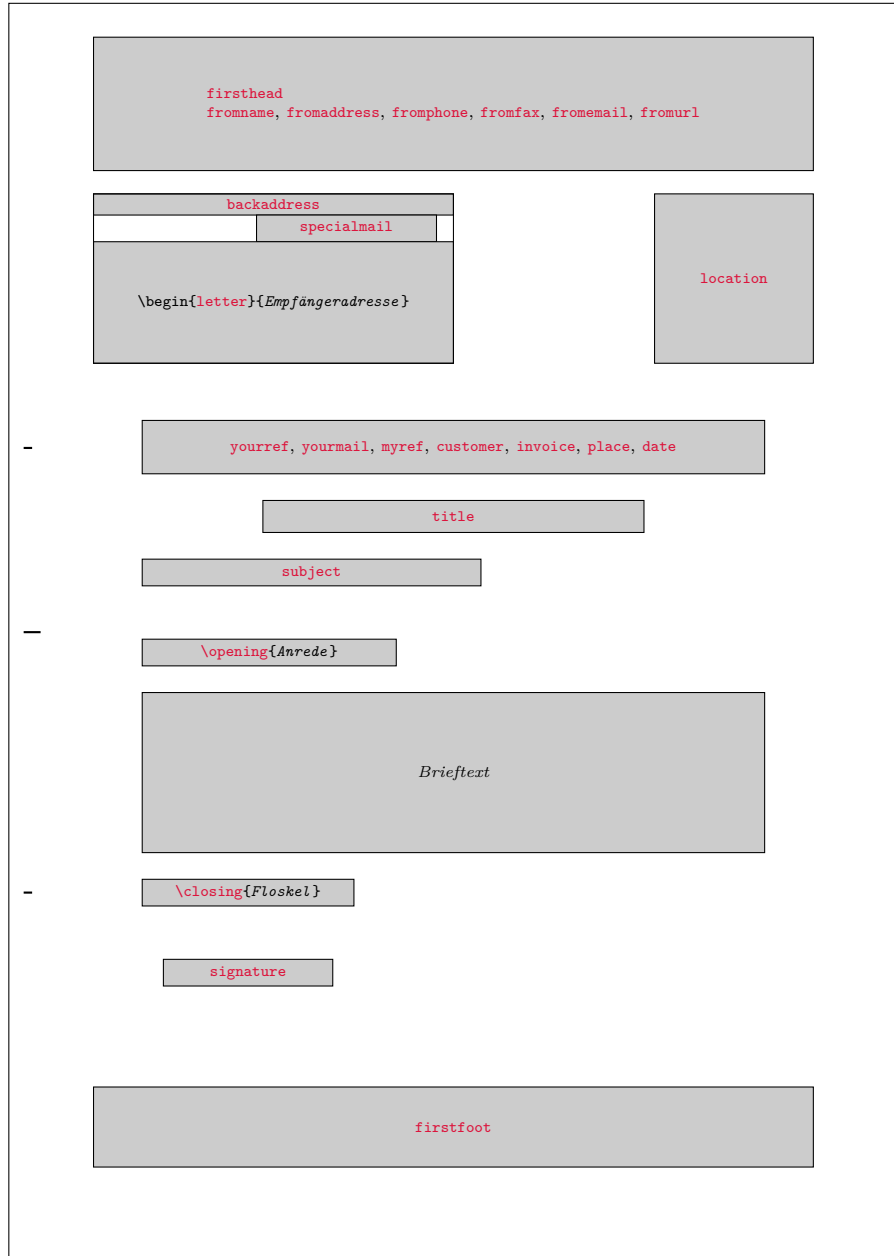 firsthead
fromname, fromaddress, fromphone, fromfax, fromemail, fromurl
backaddress
specialmail
\begin{letter}{Empfängeradresse}
location
yourref, yourmail, myref, customer, invoice, place, date
title
subject
\opening{Anrede}
Brieftext
\closing{Floskel}
signature
firstfoot